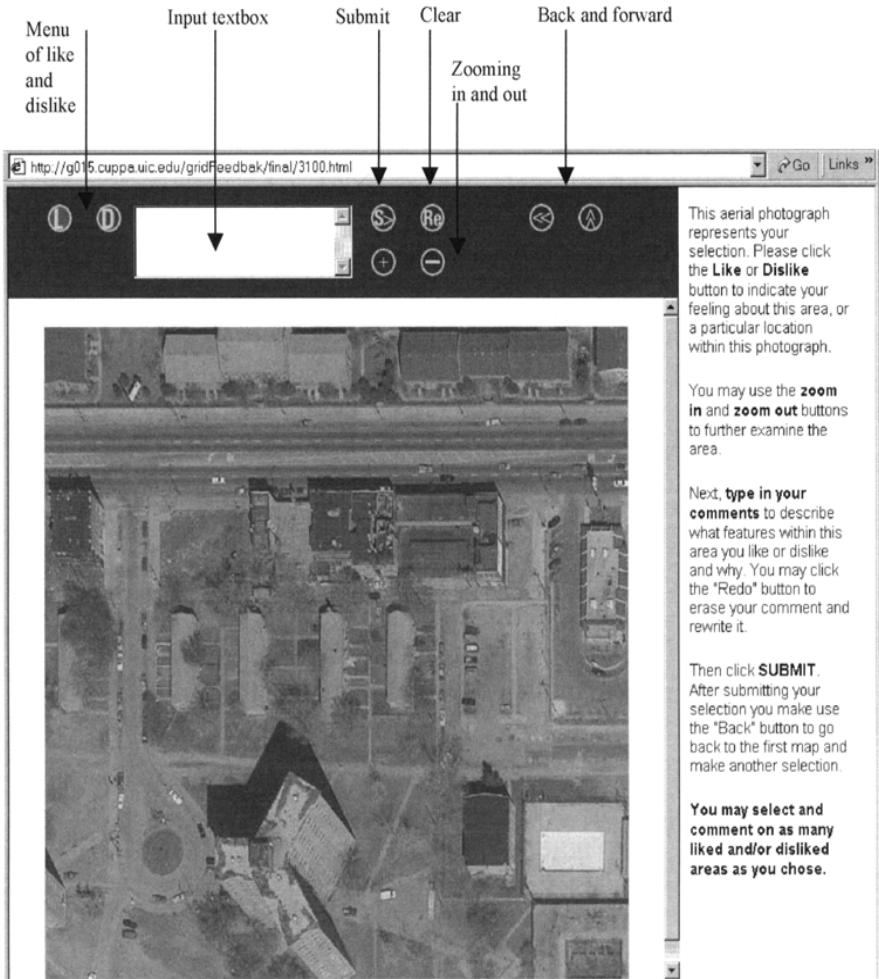 Menu
of like
and
dislike
Input textbox
Submit
Clear
Back and forward
Zooming
in and out
http://g015.cuppa.uic.edu/gridFeedbak/final/3100.html
Go
Links »
L
D
S>
Re
<<
+
−
This aerial photograph
represents your
selection. Please click
the Like or Dislike
button to indicate your
feeling about this area, or
a particular location
within this photograph.
You may use the zoom
in and zoom out buttons
to further examine the
area.
Next, type in your
comments to describe
what features within this
area you like or dislike
and why. You may click
the "Redo" button to
erase your comment and
rewrite it.
Then click SUBMIT.
After submitting your
selection you make use
the "Back" button to go
back to the first map and
make another selection.
You may select and
comment on as many
liked and/or disliked
areas as you chose.